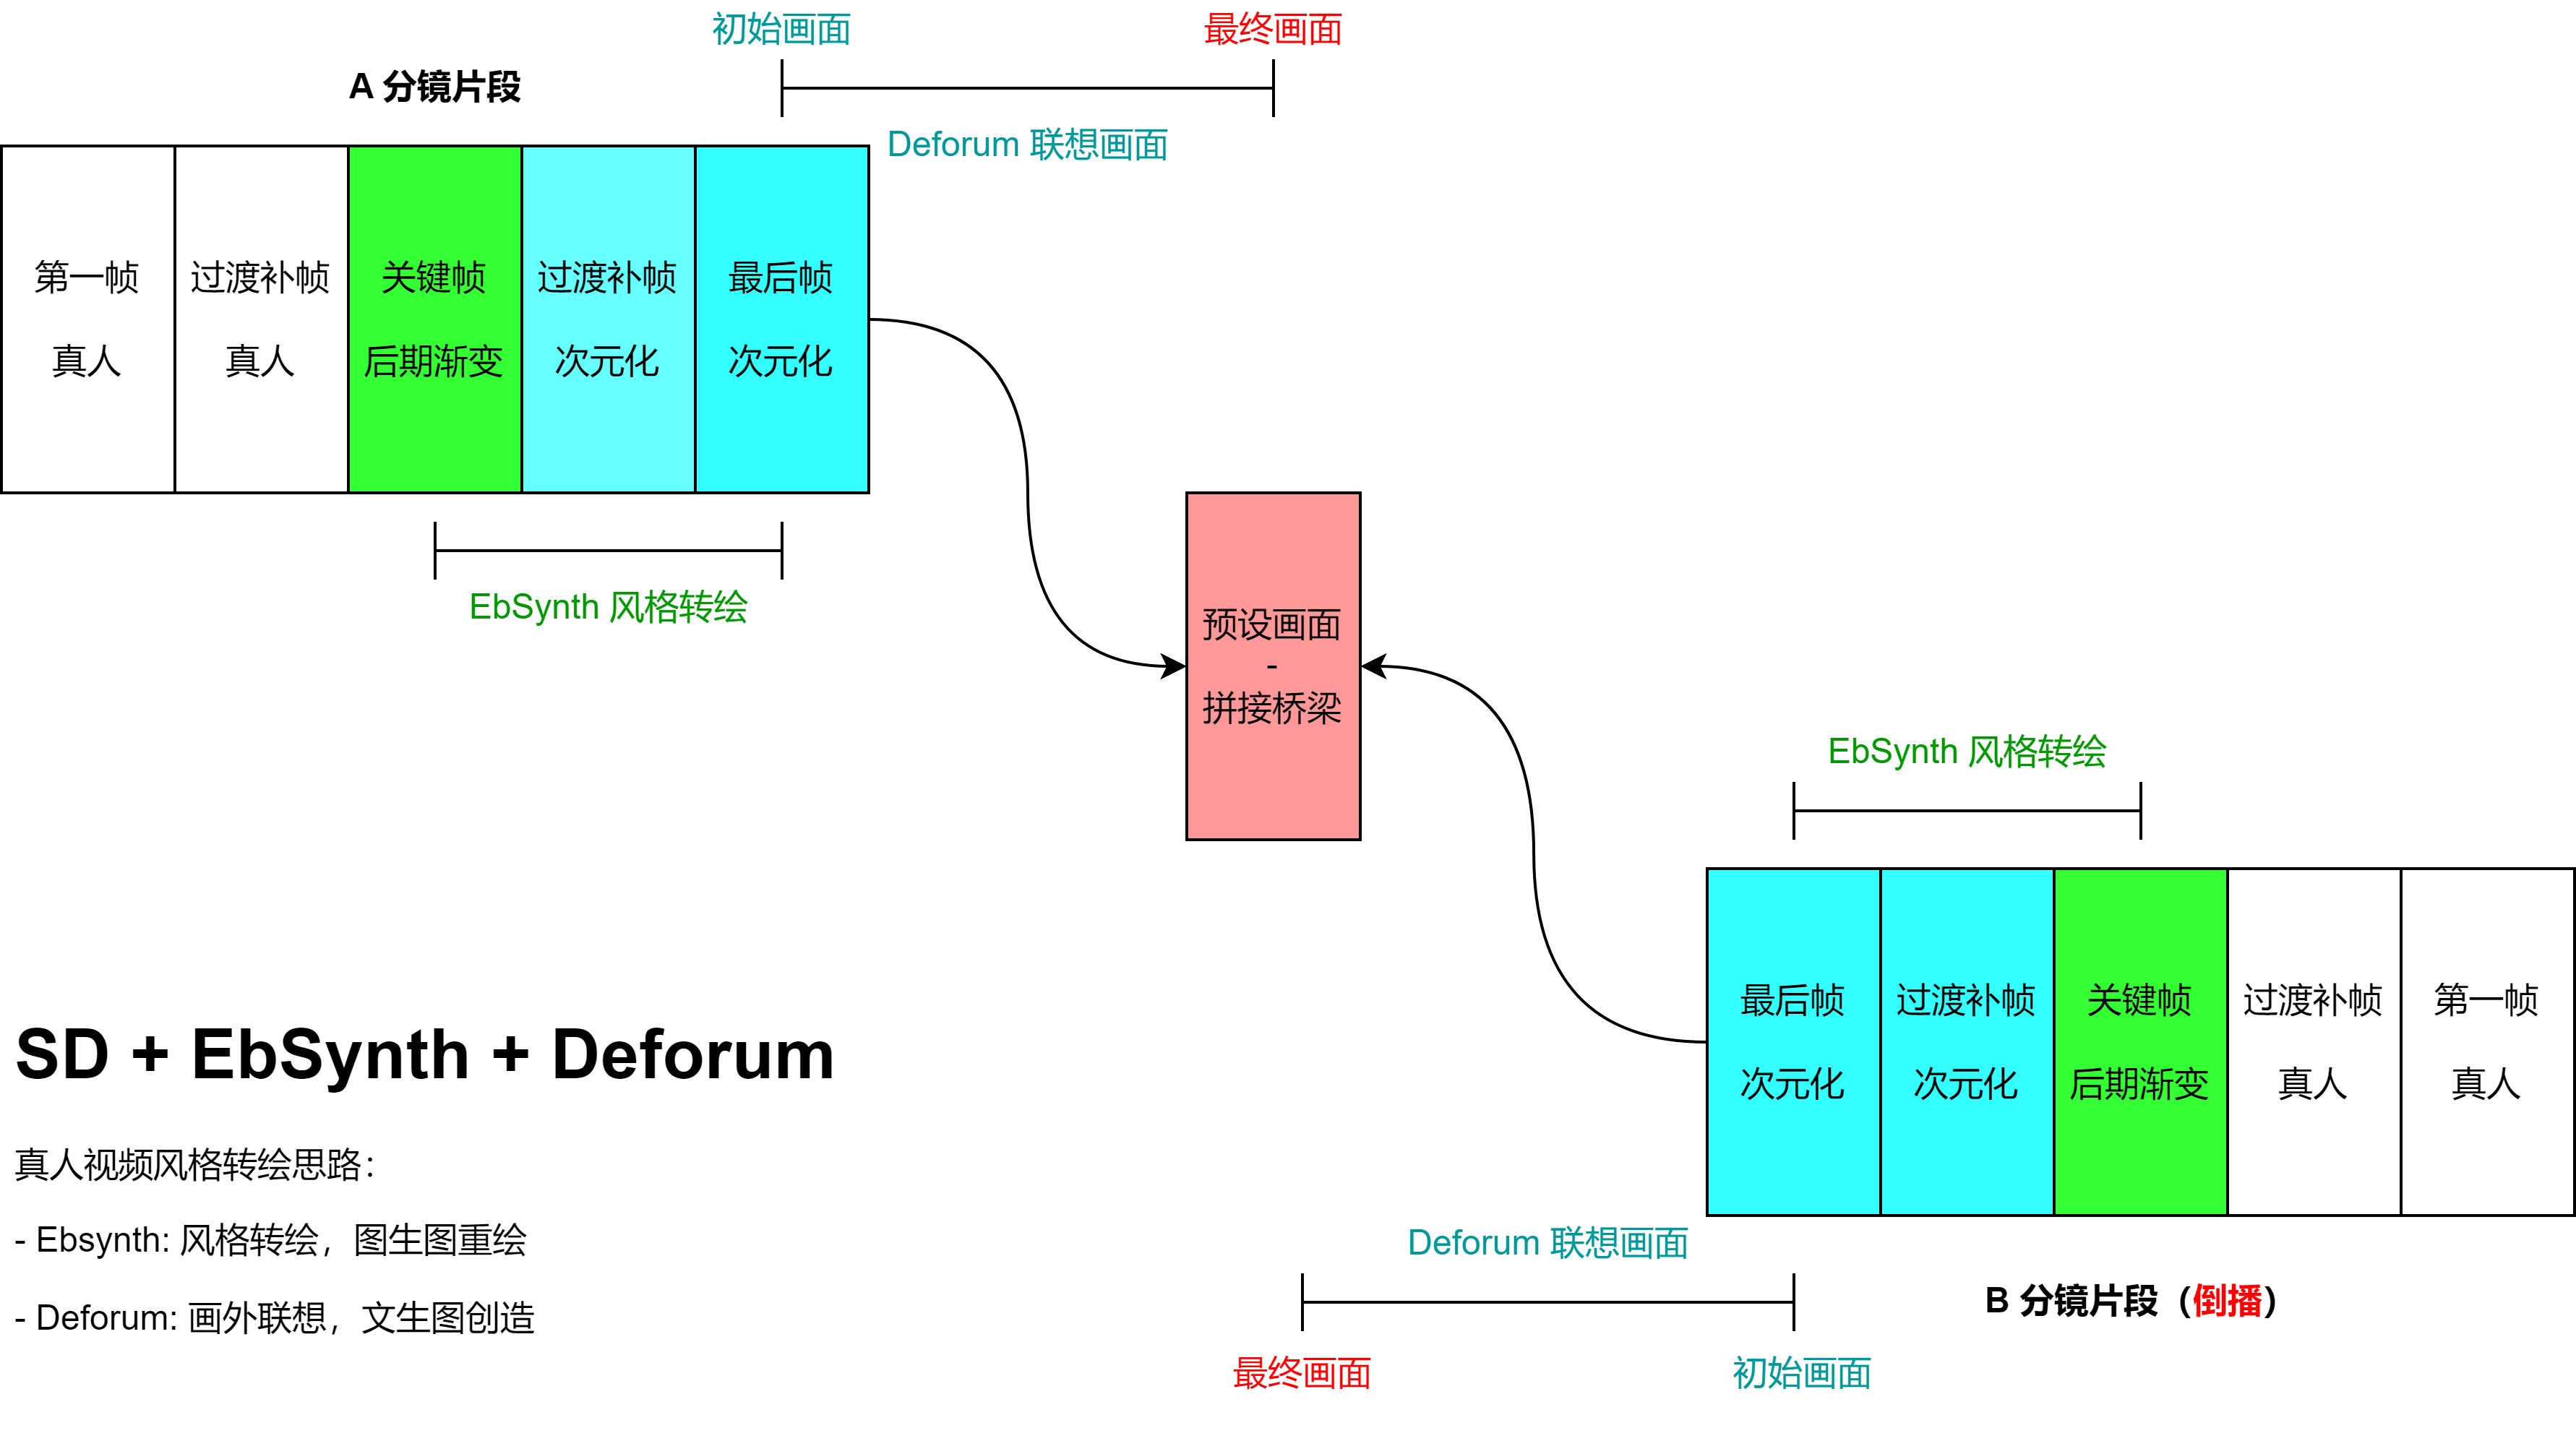 初始画面
最终画面
A 分镜片段
Deforum 联想画面
第一帧
真人
过渡补帧
真人
关键帧
后期渐变
过渡补帧
次元化
最后帧
次元化
EbSynth 风格转绘
预设画面
-
拼接桥梁
EbSynth 风格转绘
最后帧
次元化
过渡补帧
次元化
关键帧
后期渐变
过渡补帧
真人
第一帧
真人
SD + EbSynth + Deforum
真人视频风格转绘思路：
- Ebsynth: 风格转绘，图生图重绘
- Deforum: 画外联想，文生图创造
Deforum 联想画面
B 分镜片段（倒播）
最终画面
初始画面